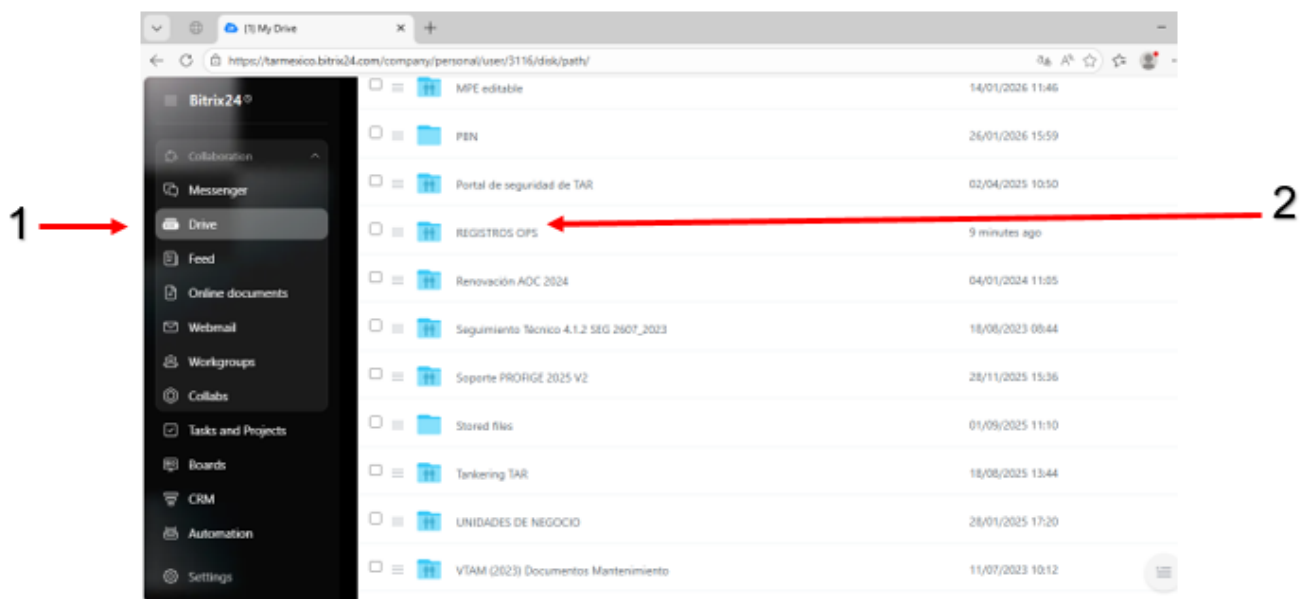 (1) My Drive
https://tarmexico.bitrix24.com/company/personal/user/3116/disk/path/
Bitrix24
Collaboration
Messenger
Drive
Feed
Online documents
Webmail
Workgroups
Collabs
Tasks and Projects
Boards
CRM
Automation
Settings
MPE editable 14/01/2026 11:46
PBN 26/01/2026 15:59
Portal de seguridad de TAR 02/04/2025 10:50
REGISTROS OPS 9 minutes ago
Renovación AOC 2024 04/01/2024 11:05
Seguimiento Técnico 4.1.2 SEG 2607_2023 18/08/2023 08:44
Soporte PROFIGE 2025 V2 28/11/2025 15:36
Stored files 01/09/2025 11:10
Tankering TAR 18/08/2025 13:44
UNIDADES DE NEGOCIO 28/01/2025 17:20
VTAM (2023) Documentos Mantenimiento 11/07/2023 10:12
1
2